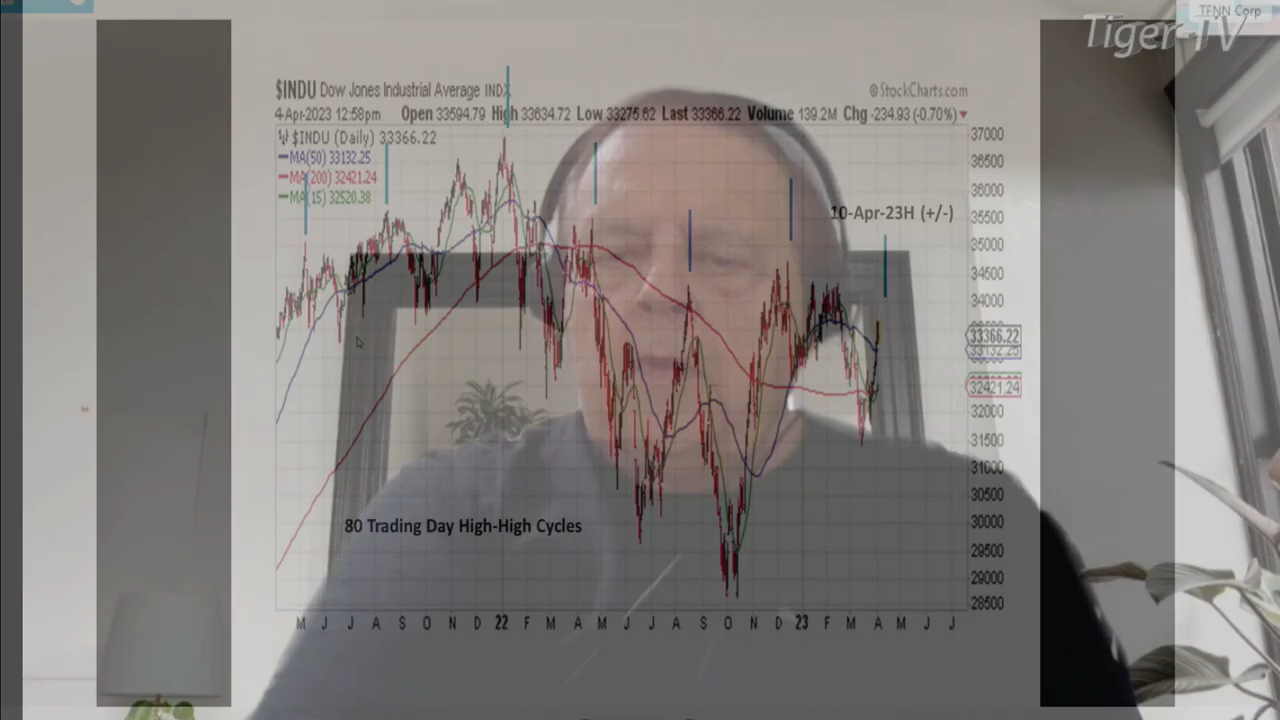 TENN Corp
Tiger TV
$INDU Dow Jones Industrial Average INDX
© StockCharts.com
4-Apr-2023 12:58pm Open 33594.79 High 33634.72 Low 33275.62 Last 33366.22 Volume 139.2M Chg -234.93 (-0.70%)
$INDU (Daily) 33366.22
MA(50) 33132.25
MA(200) 32421.24
MA(15) 32520.38
10-Apr-23H (+/-)
37000
36500
36000
35500
35000
34500
34000
33366.22
33132.25
32421.24
32000
31500
31000
30500
30000
29500
29000
28500
80 Trading Day High-High Cycles
M J J A S O N D 22 F M A M J J A S O N D 23 F M A M J J